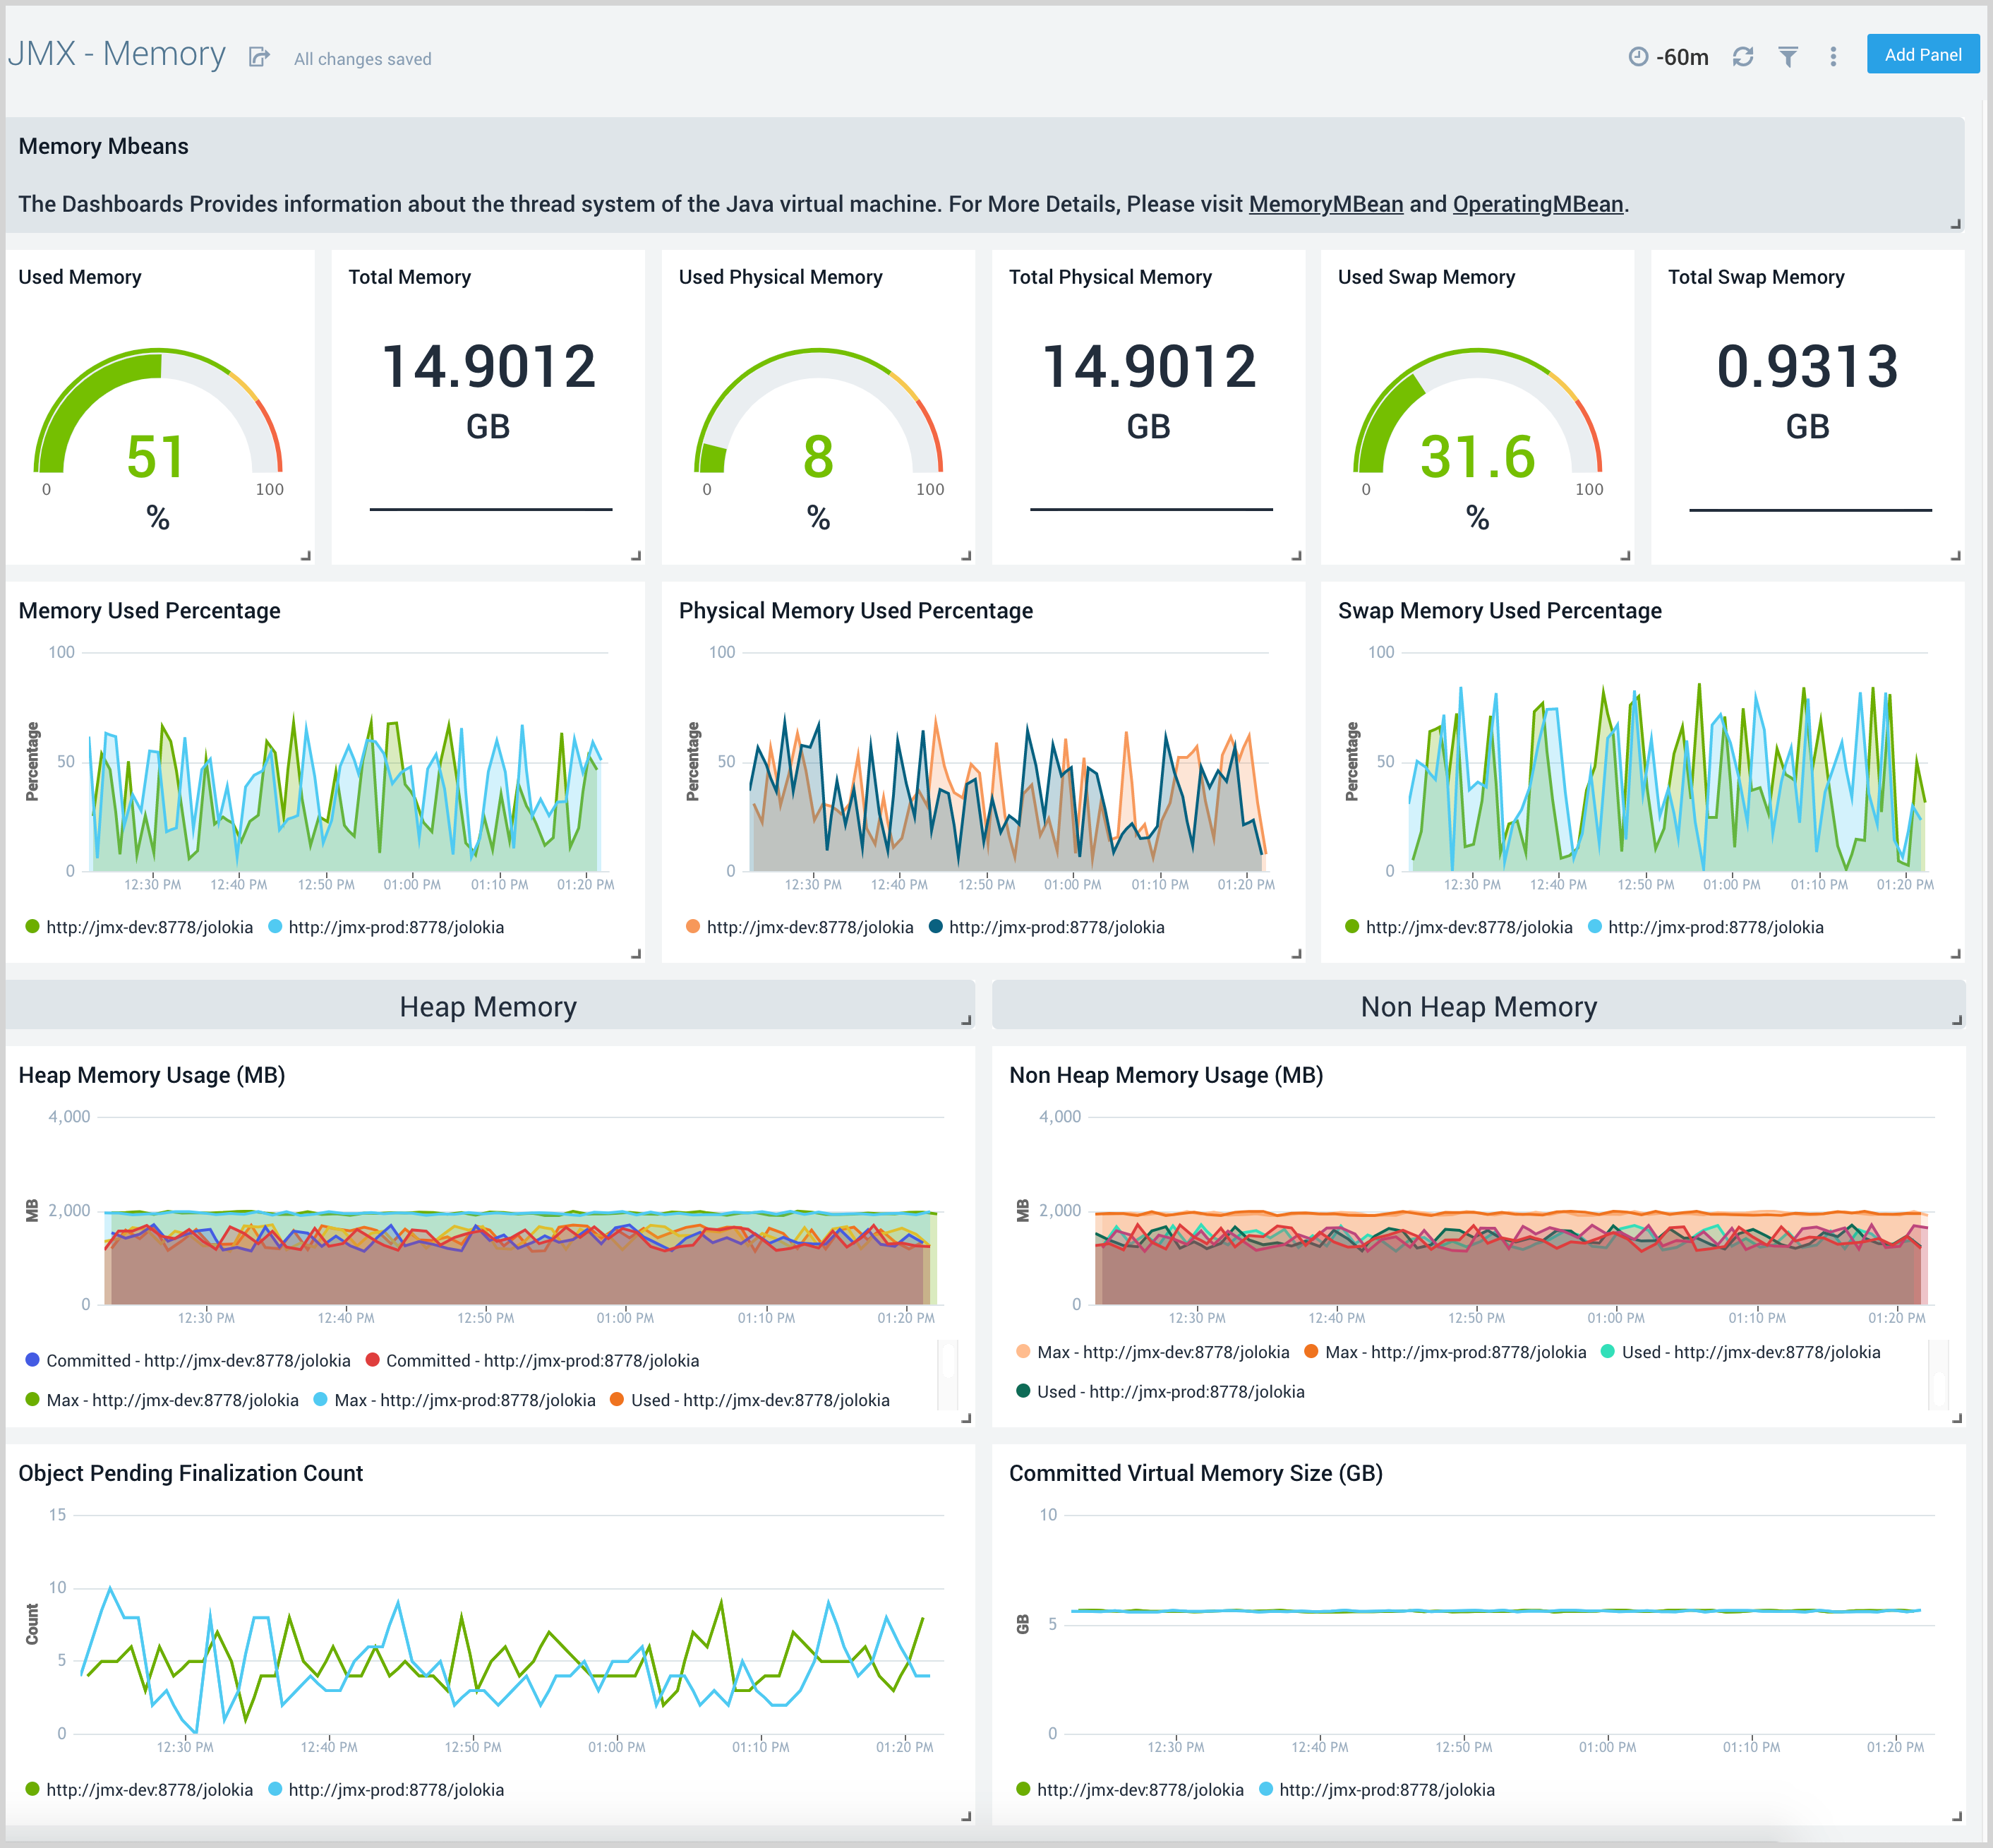 JMX - Memory
All changes saved
-60m
Add Panel
Memory Mbeans
The Dashboards Provides information about the thread system of the Java virtual machine. For More Details, Please visit MemoryMBean and OperatingMBean.
Used Memory
51
0
100
%
Total Memory
14.9012
GB
Used Physical Memory
8
0
100
%
Total Physical Memory
14.9012
GB
Used Swap Memory
31.6
0
100
%
Total Swap Memory
0.9313
GB
Memory Used Percentage
Percentage
100
50
0
12:30 PM 12:40 PM 12:50 PM 01:00 PM 01:10 PM 01:20 PM
http://jmx-dev:8778/jolokia http://jmx-prod:8778/jolokia
Physical Memory Used Percentage
Percentage
100
50
0
12:30 PM 12:40 PM 12:50 PM 01:00 PM 01:10 PM 01:20 PM
http://jmx-dev:8778/jolokia http://jmx-prod:8778/jolokia
Swap Memory Used Percentage
Percentage
100
50
0
12:30 PM 12:40 PM 12:50 PM 01:00 PM 01:10 PM 01:20 PM
http://jmx-dev:8778/jolokia http://jmx-prod:8778/jolokia
Heap Memory
Non Heap Memory
Heap Memory Usage (MB)
MB
4,000
2,000
0
12:30 PM 12:40 PM 12:50 PM 01:00 PM 01:10 PM 01:20 PM
Committed - http://jmx-dev:8778/jolokia Committed - http://jmx-prod:8778/jolokia
Max - http://jmx-dev:8778/jolokia Max - http://jmx-prod:8778/jolokia Used - http://jmx-dev:8778/jolokia
Non Heap Memory Usage (MB)
MB
4,000
2,000
0
12:30 PM 12:40 PM 12:50 PM 01:00 PM 01:10 PM 01:20 PM
Max - http://jmx-dev:8778/jolokia Max - http://jmx-prod:8778/jolokia Used - http://jmx-dev:8778/jolokia
Used - http://jmx-prod:8778/jolokia
Object Pending Finalization Count
Count
15
10
5
0
12:30 PM 12:40 PM 12:50 PM 01:00 PM 01:10 PM 01:20 PM
http://jmx-dev:8778/jolokia http://jmx-prod:8778/jolokia
Committed Virtual Memory Size (GB)
GB
10
5
0
12:30 PM 12:40 PM 12:50 PM 01:00 PM 01:10 PM 01:20 PM
http://jmx-dev:8778/jolokia http://jmx-prod:8778/jolokia